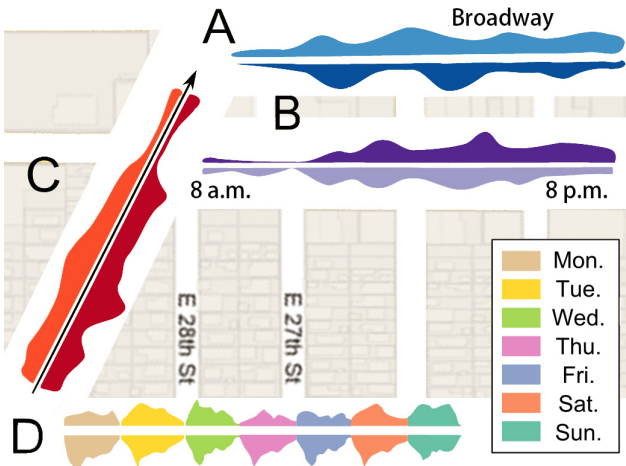 A
Broadway
B
C
8 a.m.
8 p.m.
E 28th St
E 27th St
Mon.
Tue.
Wed.
Thu.
Fri.
Sat.
Sun.
D